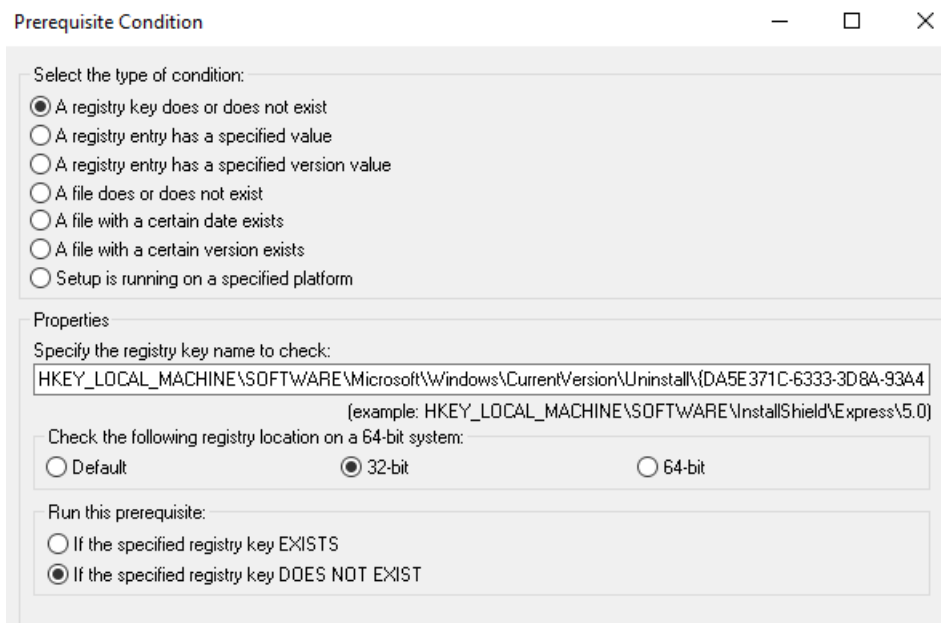 Prerequisite Condition
Select the type of condition:
A registry key does or does not exist
A registry entry has a specified value
A registry entry has a specified version value
A file does or does not exist
A file with a certain date exists
A file with a certain version exists
Setup is running on a specified platform
Properties
Specify the registry key name to check:
HKEY_LOCAL_MACHINE\SOFTWARE\Microsoft\Windows\CurrentVersion\Uninstall\{DA5E371C-6333-3D8A-93A4
(example: HKEY_LOCAL_MACHINE\SOFTWARE\InstallShield\Express\5.0)
Check the following registry location on a 64-bit system:
Default 32-bit 64-bit
Run this prerequisite:
If the specified registry key EXISTS
If the specified registry key DOES NOT EXIST